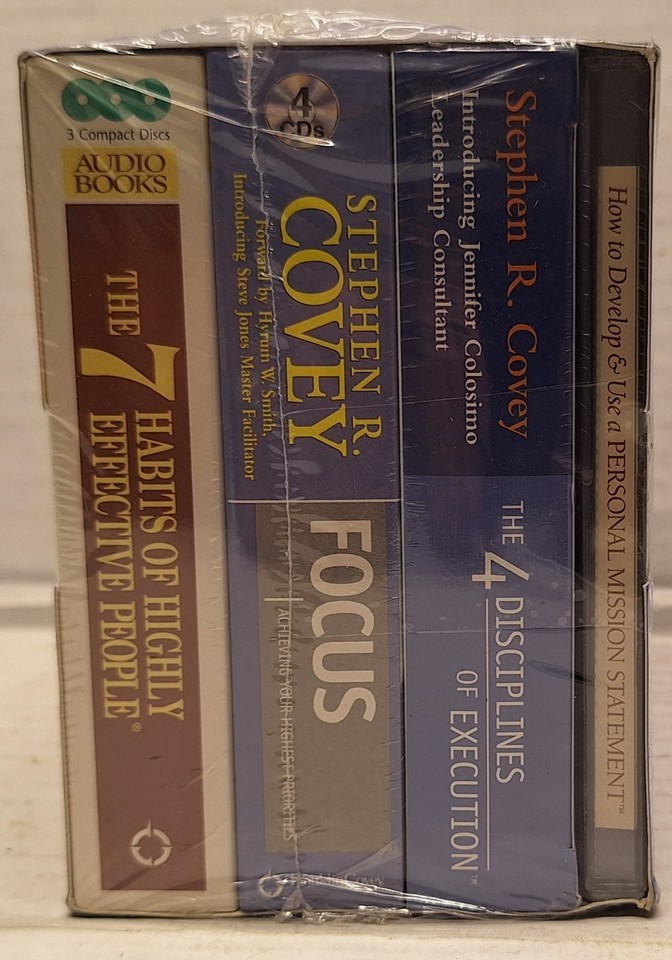 3 Compact Discs
AUDIO
BOOKS
THE 7 HABITS OF HIGHLY
EFFECTIVE PEOPLE®
4
CDs
STEPHEN R.
COVEY
Forward by Hyrum W. Smith,
Introducing Steve Jones Master Facilitator
FOCUS
ACHIEVING YOUR HIGHEST PRIORITIES
FranklinCovey
Stephen R. Covey
Introducing Jennifer Colosimo
Leadership Consultant
THE
4 DISCIPLINES
OF EXECUTION™
How to Develop & Use a PERSONAL MISSION STATEMENT™